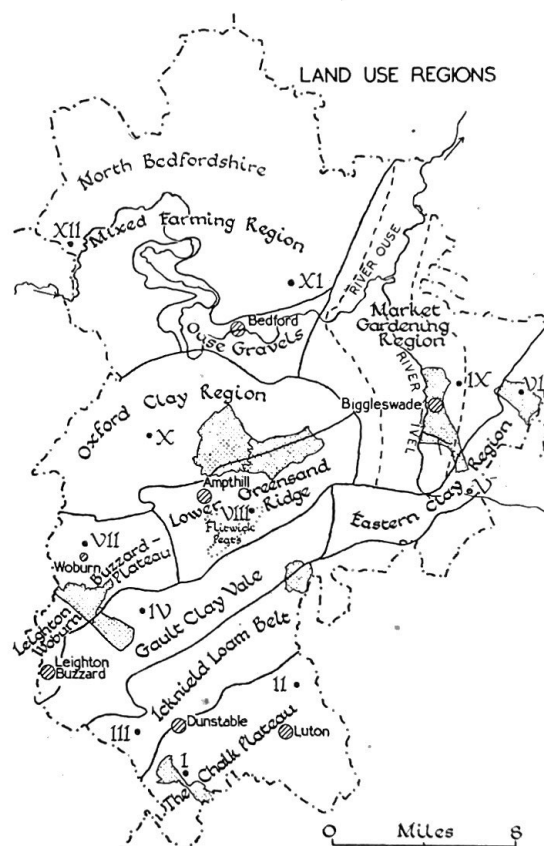 LAND USE REGIONS
North Bedfordshire
Mixed Farming Region
XII
XI
RIVER OUSE
Bedford
Ouse Gravels
Market
Gardening
Region
RIVER IVEL
IX
VI
Biggleswade
Oxford Clay Region
X
Ampthill
Lower Greensand
Ridge
VIII
Flitwick
Peats
Eastern Clay Region
V
VII
Woburn
Leighton Buzzard-
Woburn Plateau
IV
Gault Clay Vale
Leighton
Buzzard
Icknield Loam Belt
II
III
Dunstable
Luton
I
The Chalk Plateau
0 Miles 8